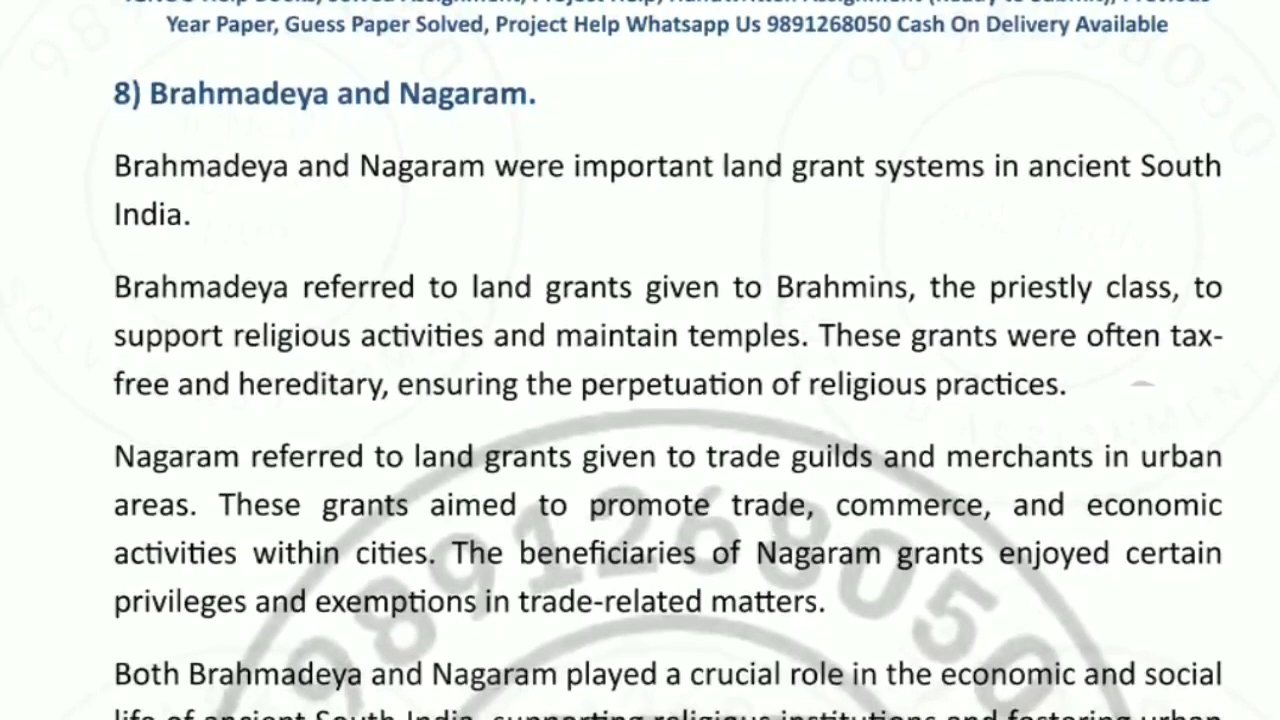 Year Paper, Guess Paper Solved, Project Help Whatsapp Us 9891268050 Cash On Delivery Available
8) Brahmadeya and Nagaram.
Brahmadeya and Nagaram were important land grant systems in ancient South
India.
Brahmadeya referred to land grants given to Brahmins, the priestly class, to
support religious activities and maintain temples. These grants were often tax-
free and hereditary, ensuring the perpetuation of religious practices.
Nagaram referred to land grants given to trade guilds and merchants in urban
areas. These grants aimed to promote trade, commerce, and economic
activities within cities. The beneficiaries of Nagaram grants enjoyed certain
privileges and exemptions in trade-related matters.
9891268050
Both Brahmadeya and Nagaram played a crucial role in the economic and social